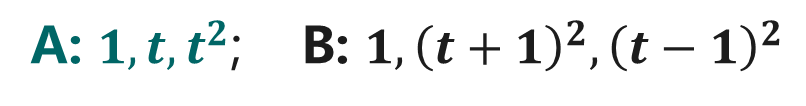 A: 1, t, t²; B: 1, (t + 1)², (t − 1)²